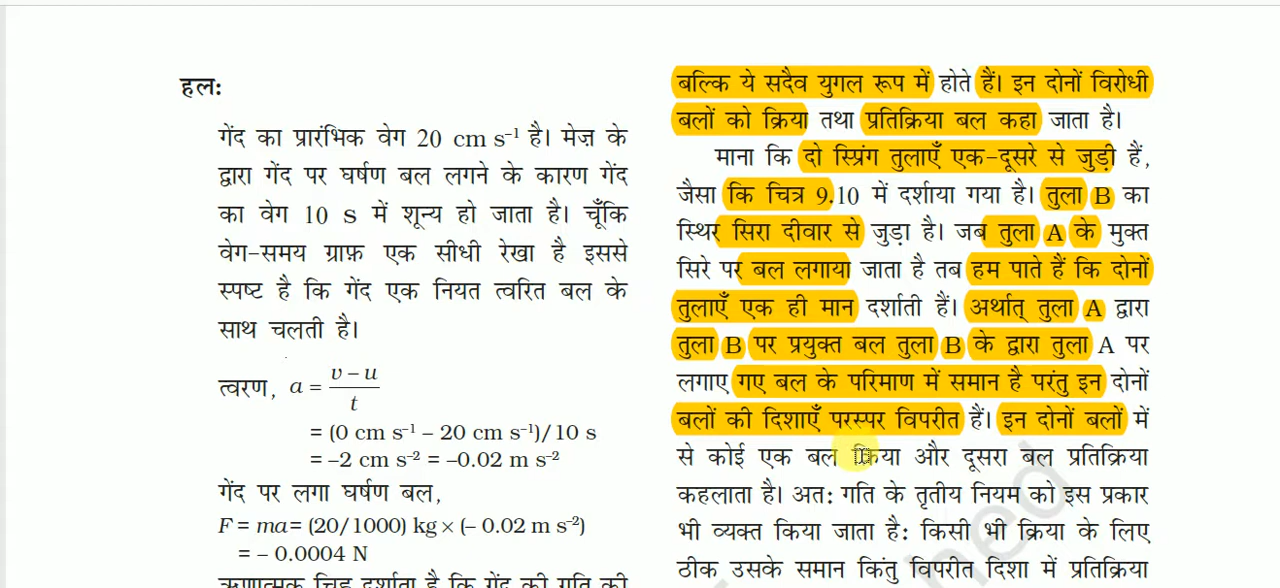 हलः
गेंद का प्रारंभिक वेग 20 cm s⁻¹ है। मेज़ के
द्वारा गेंद पर घर्षण बल लगने के कारण गेंद
का वेग 10 s में शून्य हो जाता है। चूँकि
वेग-समय ग्राफ़ एक सीधी रेखा है इससे
स्पष्ट है कि गेंद एक नियत त्वरित बल के
साथ चलती है।
त्वरण, a = (v – u)/t
= (0 cm s⁻¹ – 20 cm s⁻¹)/10 s
= –2 cm s⁻² = –0.02 m s⁻²
गेंद पर लगा घर्षण बल,
F = ma= (20/1000) kg × (– 0.02 m s⁻²)
= – 0.0004 N
ऋणात्मक चिह्न दर्शाता है कि गेंद की गति की
बल्कि ये सदैव युगल रूप में होते हैं। इन दोनों विरोधी
बलों को क्रिया तथा प्रतिक्रिया बल कहा जाता है।
माना कि दो स्प्रिंग तुलाएँ एक-दूसरे से जुड़ी हैं,
जैसा कि चित्र 9.10 में दर्शाया गया है। तुला B का
स्थिर सिरा दीवार से जुड़ा है। जब तुला A के मुक्त
सिरे पर बल लगाया जाता है तब हम पाते हैं कि दोनों
तुलाएँ एक ही मान दर्शाती हैं। अर्थात् तुला A द्वारा
तुला B पर प्रयुक्त बल तुला B के द्वारा तुला A पर
लगाए गए बल के परिमाण में समान है परंतु इन दोनों
बलों की दिशाएँ परस्पर विपरीत हैं। इन दोनों बलों में
से कोई एक बल क्रिया और दूसरा बल प्रतिक्रिया
कहलाता है। अतः गति के तृतीय नियम को इस प्रकार
भी व्यक्त किया जाता है: किसी भी क्रिया के लिए
ठीक उसके समान किंतु विपरीत दिशा में प्रतिक्रिया